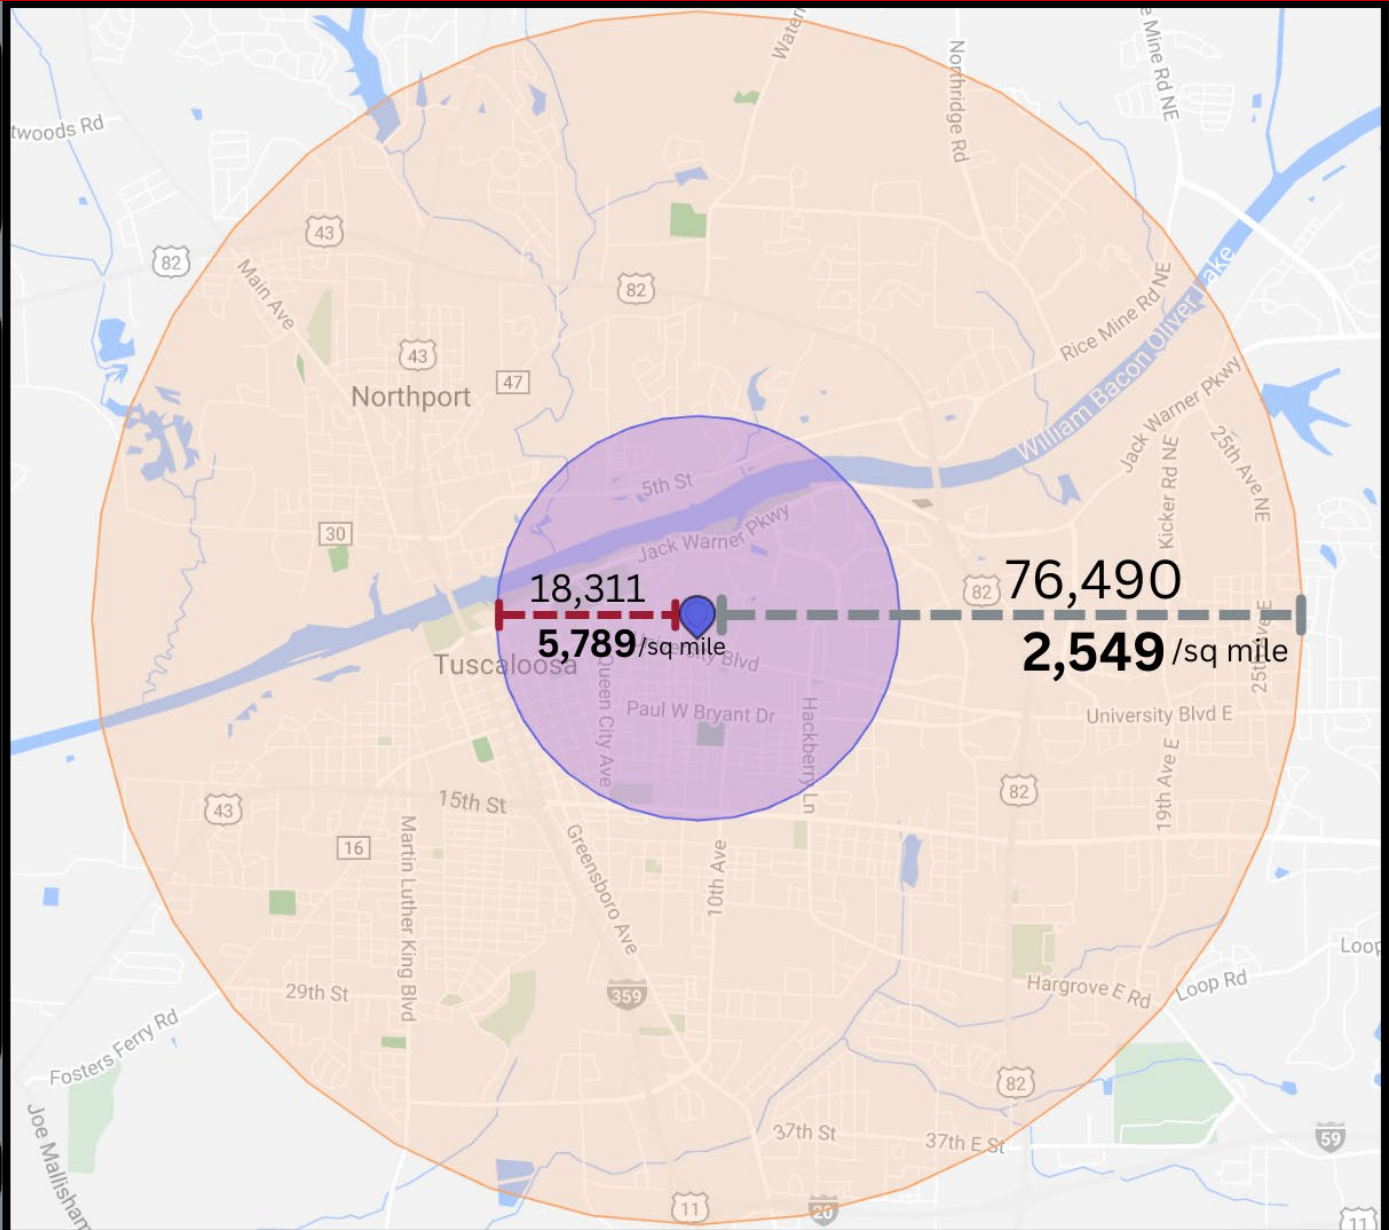 Water
Northridge Rd
e Mine Rd NE
twoods Rd
43
82
Main Ave
82
Rice Mine Rd NE
William Bacon Oliver Lake
43
47
Northport
Jack Warner Pkwy
25th Ave NE
Kicker Rd NE
5th St
Jack Warner Pkwy
30
18,311
5,789/sq mile
82
76,490
2,549 /sq mile
25th Ave E
University Blvd
Tuscaloosa
Queen City Ave
Paul W Bryant Dr
Hackberry Ln
University Blvd E
19th Ave E
82
43
15th St
16
Martin Luther King Blvd
Greensboro Ave
10th Ave
Loop
29th St
359
Hargrove E Rd
Loop Rd
Fosters Ferry Rd
82
Joe Mallisham
37th St
37th E St
59
11
20
11